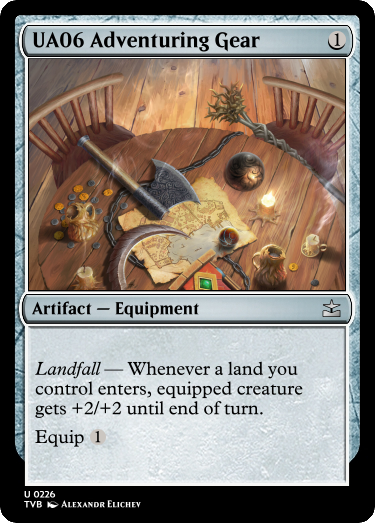 UA06 Adventuring Gear 1
Artifact — Equipment
Landfall — Whenever a land you
control enters, equipped creature
gets +2/+2 until end of turn.
Equip 1
U 0226
TVB Alexandr Elichev